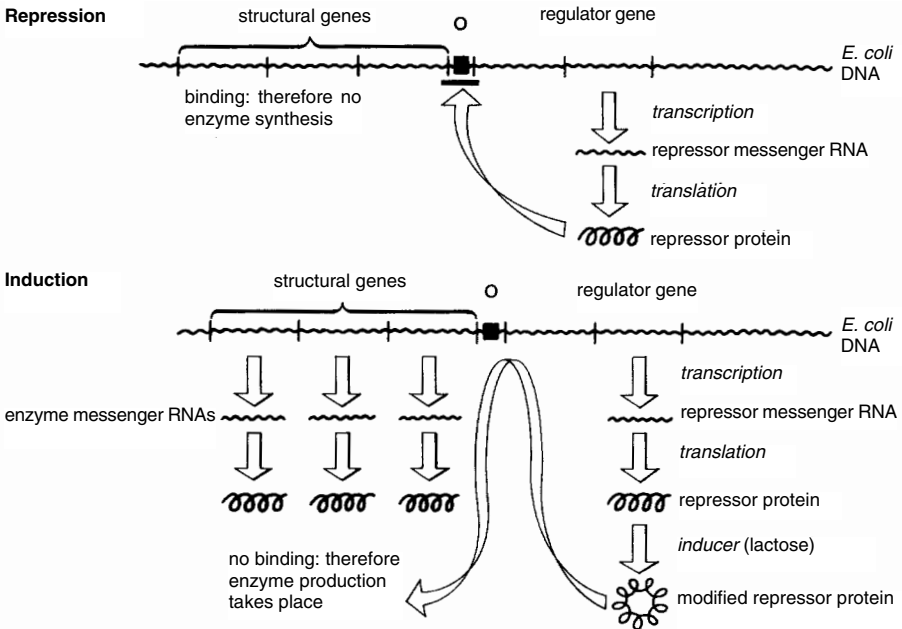 Repression
structural genes
O
regulator gene
E. coli
DNA
binding: therefore no
enzyme synthesis
transcription
repressor messenger RNA
translation
repressor protein
Induction
structural genes
O
regulator gene
E. coli
DNA
transcription
enzyme messenger RNAs
repressor messenger RNA
translation
repressor protein
inducer (lactose)
no binding: therefore
enzyme production
takes place
modified repressor protein